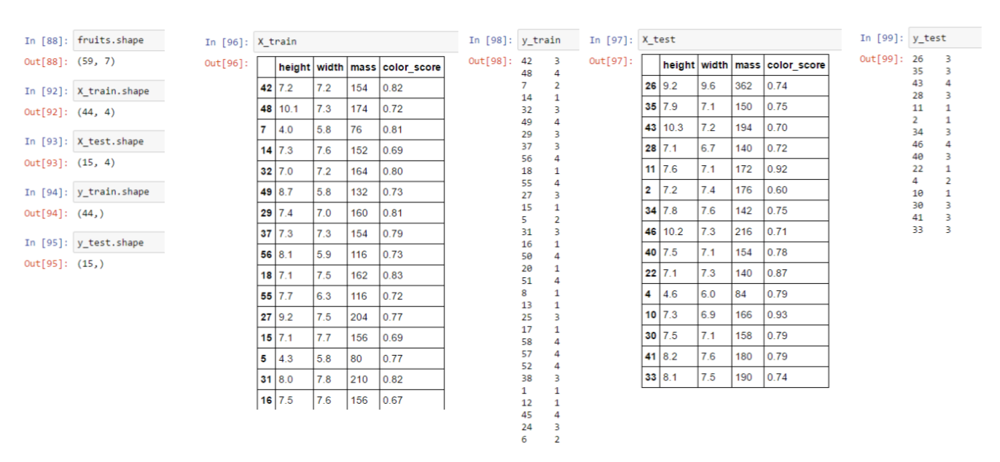 In [88]: fruits.shape
Out[88]: (59, 7)
In [92]: X_train.shape
Out[92]: (44, 4)
In [93]: X_test.shape
Out[93]: (15, 4)
In [94]: y_train.shape
Out[94]: (44,)
In [95]: y_test.shape
Out[95]: (15,)
In [96]: X_train
Out[96]:
height width mass color_score
42 7.2 7.2 154 0.82
48 10.1 7.3 174 0.72
7 4.0 5.8 76 0.81
14 7.3 7.6 152 0.69
32 7.0 7.2 164 0.80
49 8.7 5.8 132 0.73
29 7.4 7.0 160 0.81
37 7.3 7.3 154 0.79
56 8.1 5.9 116 0.73
18 7.1 7.5 162 0.83
55 7.7 6.3 116 0.72
27 9.2 7.5 204 0.77
15 7.1 7.7 156 0.69
5 4.3 5.8 80 0.77
31 8.0 7.8 210 0.82
16 7.5 7.6 156 0.67
In [98]: y_train
Out[98]: 42 3
48 4
7 2
14 1
32 3
49 4
29 3
37 3
56 4
18 1
55 4
27 3
15 1
5 2
31 3
16 1
50 4
20 1
51 4
8 1
13 1
25 3
17 1
58 4
57 4
52 4
38 3
1 1
12 1
45 4
24 3
6 2
In [97]: X_test
Out[97]:
height width mass color_score
26 9.2 9.6 362 0.74
35 7.9 7.1 150 0.75
43 10.3 7.2 194 0.70
28 7.1 6.7 140 0.72
11 7.6 7.1 172 0.92
2 7.2 7.4 176 0.60
34 7.8 7.6 142 0.75
46 10.2 7.3 216 0.71
40 7.5 7.1 154 0.78
22 7.1 7.3 140 0.87
4 4.6 6.0 84 0.79
10 7.3 6.9 166 0.93
30 7.5 7.1 158 0.79
41 8.2 7.6 180 0.79
33 8.1 7.5 190 0.74
In [99]: y_test
Out[99]: 26 3
35 3
43 4
28 3
11 1
2 1
34 3
46 4
40 3
22 1
4 2
10 1
30 3
41 3
33 3